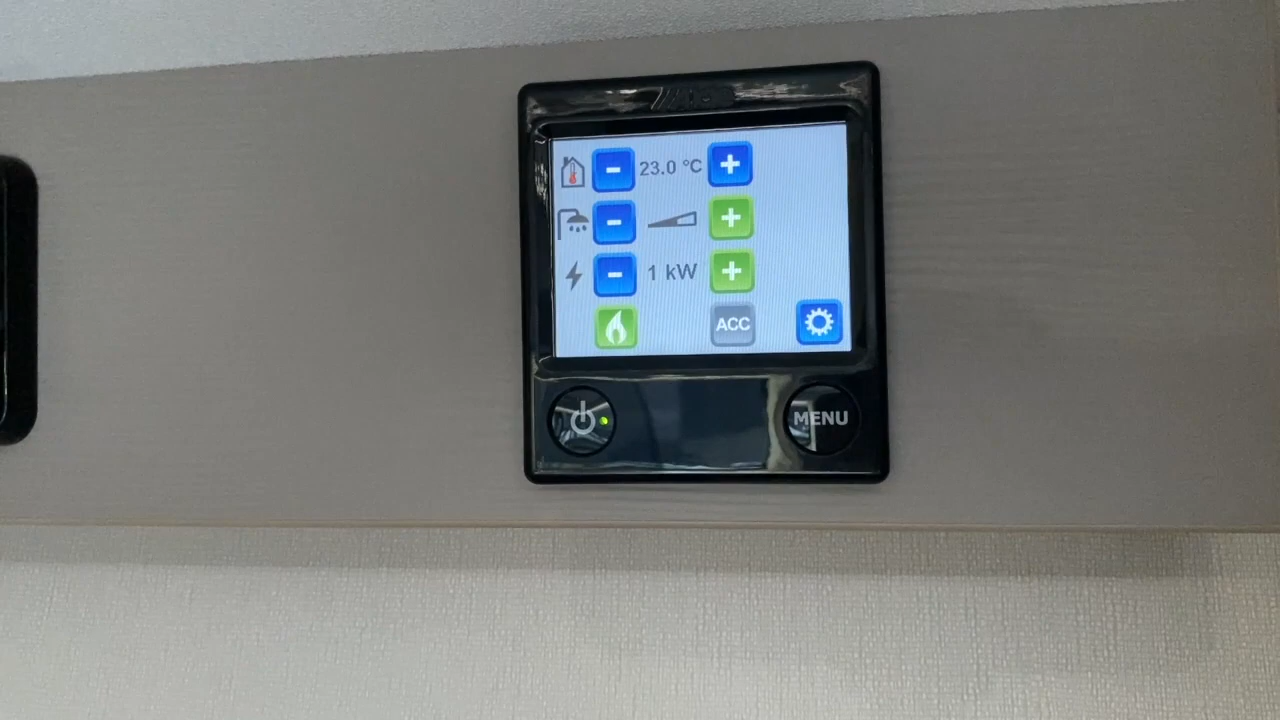 - 23.0 °C +
- +
- 1 kW +
ACC
MENU